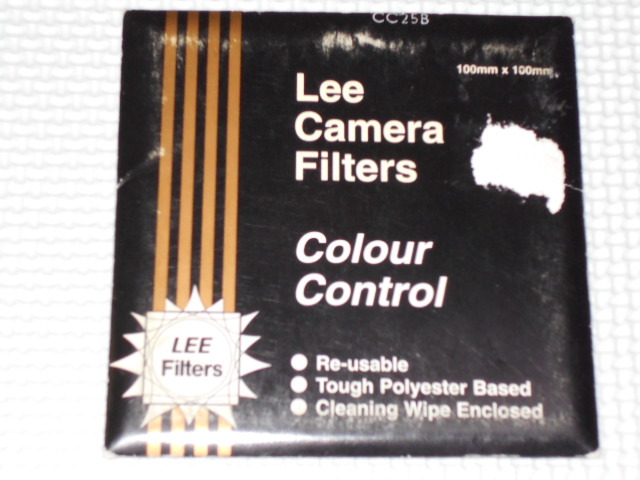 CC25B
100mm x 100mm
Lee
Camera
Filters
Colour
Control
LEE
Filters
Re-usable
Tough Polyester Based
Cleaning Wipe Enclosed